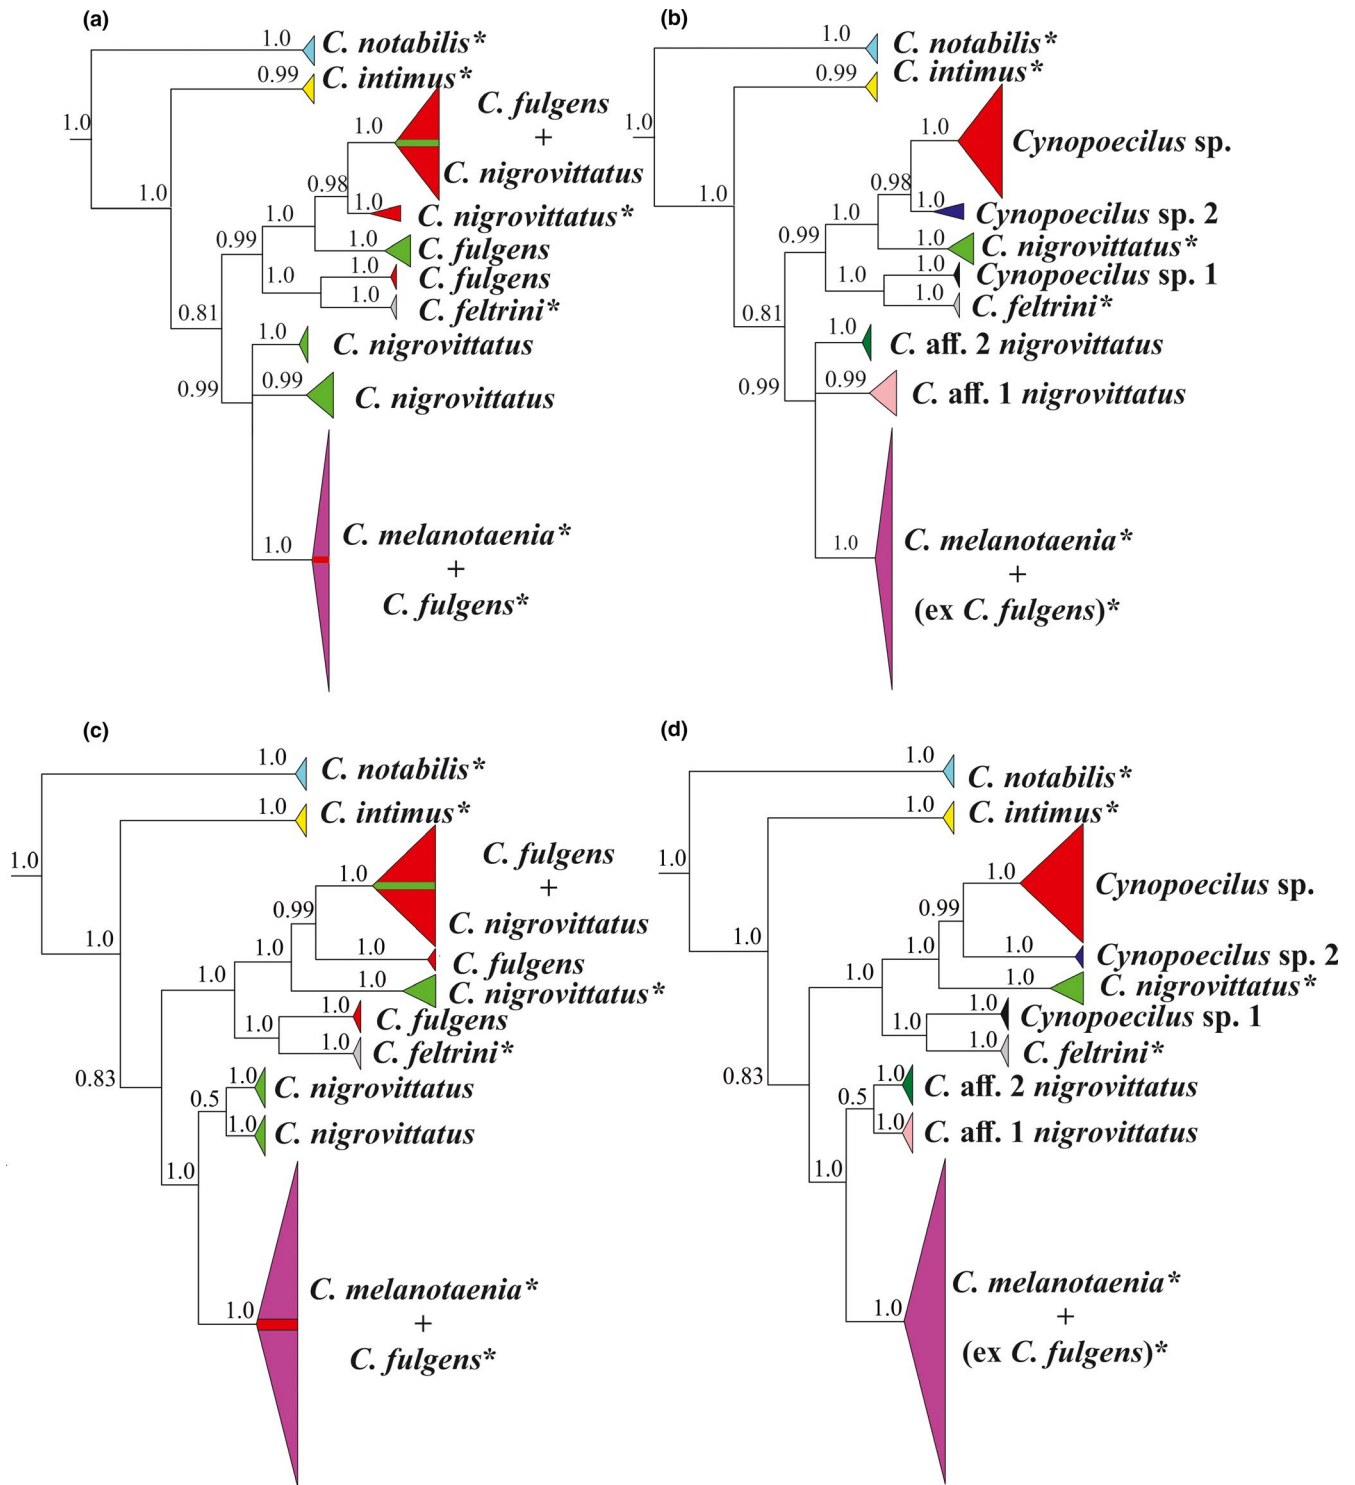 (a)
1.0
C. notabilis*
0.99
C. intimus*
1.0
1.0
1.0
C. fulgens
+
C. nigrovittatus
0.98
1.0
C. nigrovittatus*
1.0
0.99
1.0
C. fulgens
1.0
1.0
C. fulgens
1.0
C. feltrini*
0.81
1.0
C. nigrovittatus
0.99
0.99
C. nigrovittatus
1.0
C. melanotaenia*
+
C. fulgens*
(b)
1.0
C. notabilis*
0.99
C. intimus*
1.0
1.0
1.0
Cynopoecilus sp.
0.98
1.0
Cynopoecilus sp. 2
1.0
0.99
1.0
C. nigrovittatus*
1.0
1.0
Cynopoecilus sp. 1
1.0
C. feltrini*
0.81
1.0
C. aff. 2 nigrovittatus
0.99
0.99
C. aff. 1 nigrovittatus
1.0
C. melanotaenia*
+
(ex C. fulgens)*
(c)
1.0
C. notabilis*
1.0
C. intimus*
1.0
1.0
1.0
C. fulgens
+
C. nigrovittatus
0.99
1.0
C. fulgens
1.0
1.0
1.0
C. nigrovittatus*
1.0
1.0
C. fulgens
1.0
C. feltrini*
0.83
1.0
C. nigrovittatus
0.5
1.0
C. nigrovittatus
1.0
1.0
C. melanotaenia*
+
C. fulgens*
(d)
1.0
C. notabilis*
1.0
C. intimus*
1.0
1.0
1.0
Cynopoecilus sp.
0.99
1.0
Cynopoecilus sp. 2
1.0
1.0
1.0
C. nigrovittatus*
1.0
1.0
Cynopoecilus sp. 1
1.0
C. feltrini*
0.83
1.0
C. aff. 2 nigrovittatus
0.5
1.0
C. aff. 1 nigrovittatus
1.0
1.0
C. melanotaenia*
+
(ex C. fulgens)*